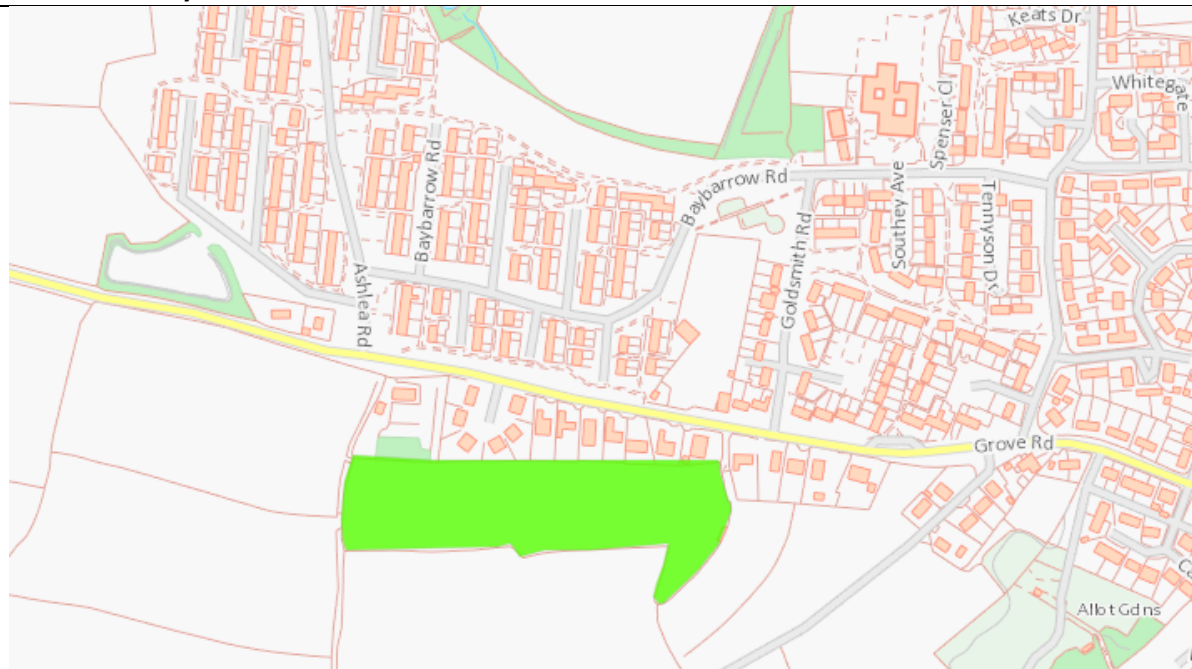 Keats Dr
Whitegate
Spenser Cl
Baybarrow Rd
Baybarrow Rd
Southey Ave
Tennyson Dr
Goldsmith Rd
Ashlea Rd
Grove Rd
Allot Gdns
Ca